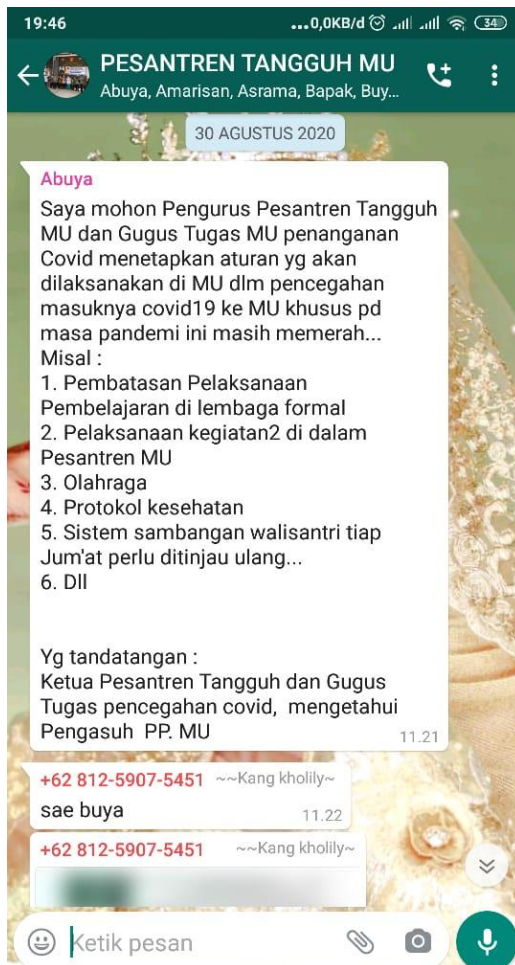 19:46
...0,0KB/d
34
PESANTREN TANGGUH MU
Abuya, Amarisan, Asrama, Bapak, Buy...
30 AGUSTUS 2020
Abuya
Saya mohon Pengurus Pesantren Tangguh
MU dan Gugus Tugas MU penanganan
Covid menetapkan aturan yg akan
dilaksanakan di MU dlm pencegahan
masuknya covid19 ke MU khusus pd
masa pandemi ini masih memerah...
Misal :
1. Pembatasan Pelaksanaan
Pembelajaran di lembaga formal
2. Pelaksanaan kegiatan2 di dalam
Pesantren MU
3. Olahraga
4. Protokol kesehatan
5. Sistem sambangan walisantri tiap
Jum'at perlu ditinjau ulang...
6. Dll
Yg tandatangan :
Ketua Pesantren Tangguh dan Gugus
Tugas pencegahan covid, mengetahui
Pengasuh PP. MU
11.21
+62 812-5907-5451 ~~Kang kholily~
sae buya
11.22
+62 812-5907-5451 ~~Kang kholily~
Ketik pesan